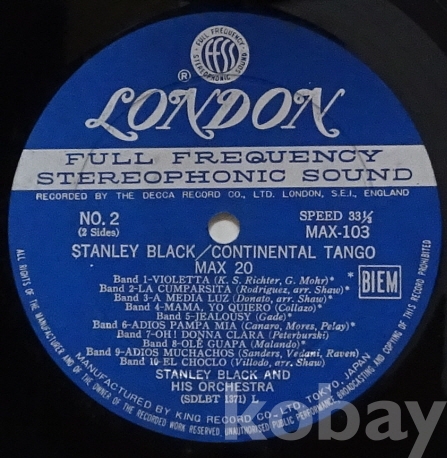 FULL FREQUENCY
ffss
STEREOPHONIC SOUND
®
LONDON
FULL FREQUENCY
STEREOPHONIC SOUND
RECORDED BY THE DECCA RECORD CO., LTD. LONDON, S.E.I., ENGLAND
NO. 2
(2 Sides)
SPEED 33⅓
MAX-103
STANLEY BLACK/CONTINENTAL TANGO
MAX 20
Band 1-VIOLETTA (K. S. Richter, G. Mohr)*
Band 2-LA CUMPARSITA (Rodriguez, arr. Shaw)*
Band 3-A MEDIA LUZ (Donato, arr. Shaw)*
Band 4-MAMA, YO QUIERO (Collazo)*
Band 5-JEALOUSY (Gade)*
Band 6-ADIOS PAMPA MIA (Canaro, Mores, Pelay)*
Band 7-OH! DONNA CLARA (Peterburski)
Band 8-OLÉ GUAPA (Malando)*
Band 9-ADIOS MUCHACHOS (Sanders, Vedani, Raven)
Band 10-EL CHOCLO (Villodo, arr. Shaw)
BIEM
STANLEY BLACK AND
HIS ORCHESTRA
(SDLBT 1371) L
MANUFACTURED BY KING RECORD CO.-LTD. TOKYO, JAPAN
ALL RIGHTS OF THE MANUFACTURER AND OF THE OWNER OF THE RECORDED WORK RESERVED. UNAUTHORISED PUBLIC PERFORMANCE, BROADCASTING AND COPYING OF THIS RECORD PROHIBITED
kobay